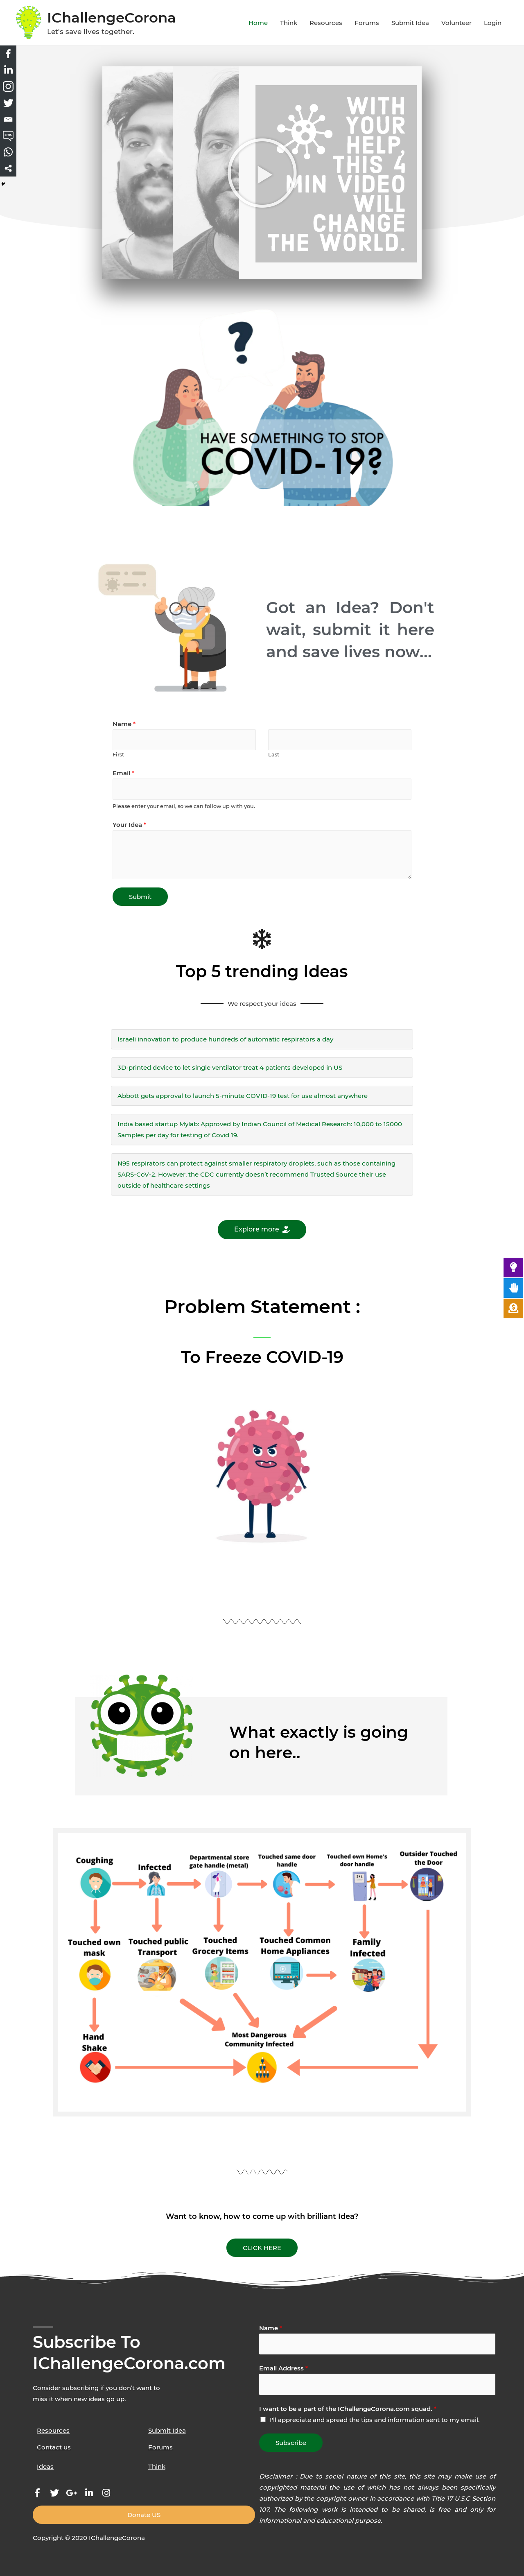 IChallengeCorona
Let's save lives together.
Home Think Resources Forums Submit Idea Volunteer Login
WITH
YOUR
HELP,
THIS 4
MIN VIDEO
WILL
CHANGE
THE WORLD.
?
HAVE SOMETHING TO STOP
COVID-19?
Got an Idea? Don't
wait, submit it here
and save lives now...
Name *
First Last
Email *
Please enter your email, so we can follow up with you.
Your Idea *
Submit
Top 5 trending Ideas
We respect your ideas
Israeli innovation to produce hundreds of automatic respirators a day
3D-printed device to let single ventilator treat 4 patients developed in US
Abbott gets approval to launch 5-minute COVID-19 test for use almost anywhere
India based startup Mylab: Approved by Indian Council of Medical Research: 10,000 to 15000
Samples per day for testing of Covid 19.
N95 respirators can protect against smaller respiratory droplets, such as those containing
SARS-CoV-2. However, the CDC currently doesn't recommend Trusted Source their use
outside of healthcare settings
Explore more
Problem Statement :
To Freeze COVID-19
What exactly is going
on here..
Coughing
Infected
Departmental store
gate handle (metal)
Touched same door
handle
Touched own Home's
door handle
Outsider Touched
the Door
Touched own
mask
Touched public
Transport
Touched
Grocery Items
Touched Common
Home Appliances
Family
Infected
Hand
Shake
Most Dangerous
Community Infected
Want to know, how to come up with brilliant Idea?
CLICK HERE
Subscribe To
IChallengeCorona.com
Consider subscribing if you don't want to
miss it when new ideas go up.
Resources Submit Idea
Contact us Forums
Ideas Think
Donate US
Copyright © 2020 IChallengeCorona
Name *
Email Address *
I want to be a part of the IChallengeCorona.com squad. *
I'll appreciate and spread the tips and information sent to my email.
Subscribe
Disclaimer : Due to social nature of this site, this site may make use of
copyrighted material the use of which has not always been specifically
authorized by the copyright owner in accordance with Title 17 U.S.C Section
107. The following work is intended to be shared, is free and only for
informational and educational purpose.